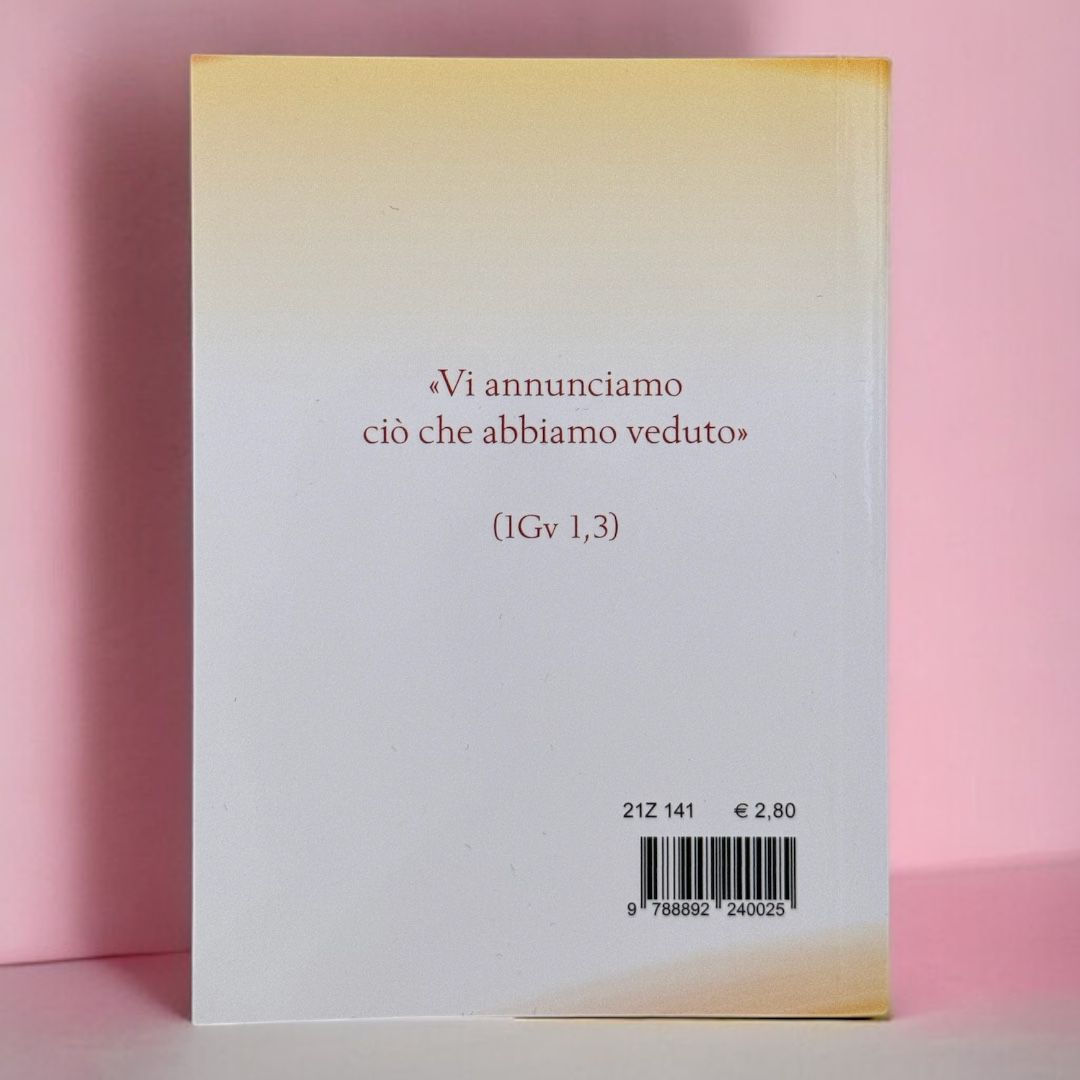 «Vi annunciamo
ciò che abbiamo veduto»
(1Gv 1,3)
21Z 141 € 2,80
9 788892 240025